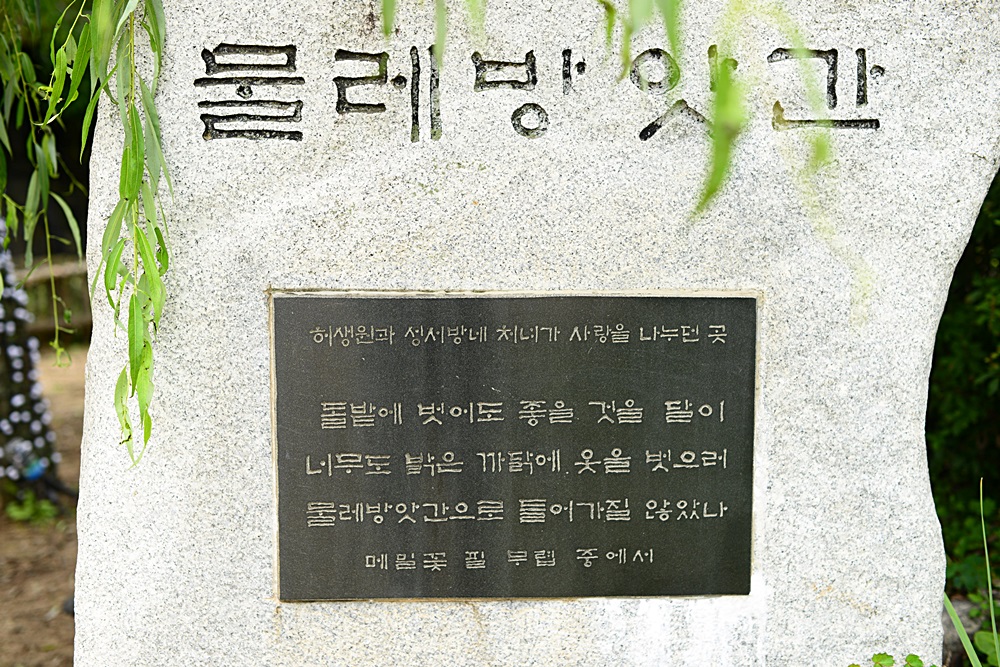 물레방앗간
허생원과 성서방네 처녀가 사랑을 나누던 곳
돌밭에 벗어도 좋을 것을 달이
너무도 밝은 까닭에 옷을 벗으러
물레방앗간으로 들어가질 않았나
메밀꽃 필 무렵 중에서